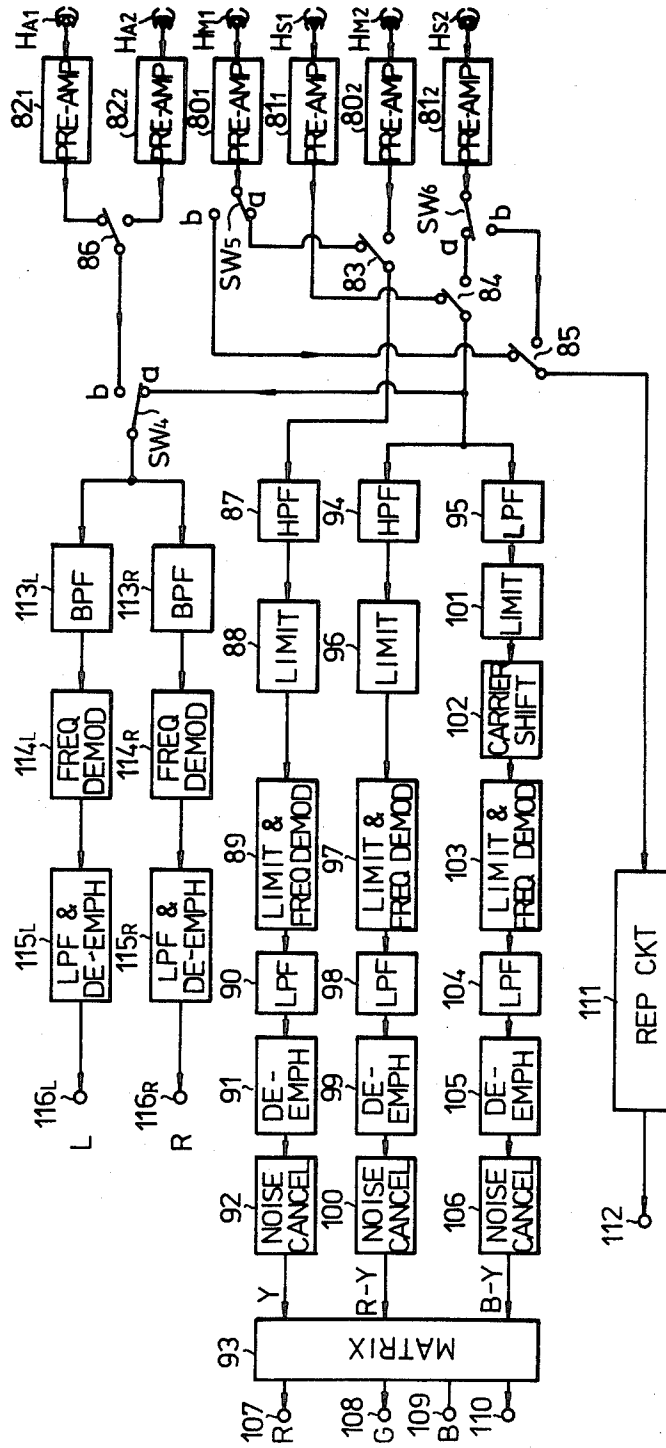 HA1
HA2
HM1
HS1
HM2
HS2
821
PRE-AMP
822
PRE-AMP
801
PRE-AMP
811
PRE-AMP
802
PRE-AMP
812
PRE-AMP
86
b
SW5
a
83
84
SW6
a
b
85
b
a
SW4
113L
BPF
113R
BPF
87
HPF
94
HPF
95
LPF
88
LIMIT
96
LIMIT
101
LIMIT
102
CARRIER
SHIFT
114L
FREQ
DEMOD
114R
FREQ
DEMOD
89
LIMIT &
FREQ DEMOD
97
LIMIT &
FREQ DEMOD
103
LIMIT &
FREQ DEMOD
115L
LPF &
DE-EMPH
115R
LPF &
DE-EMPH
90
LPF
98
LPF
104
LPF
111
REP CKT
116L
L
116R
R
91
DE-
EMPH
99
DE-
EMPH
105
DE-
EMPH
92
NOISE
CANCEL
100
NOISE
CANCEL
106
NOISE
CANCEL
112
Y
R-Y
B-Y
93
MATRIX
107
R
108
G
109
B
110